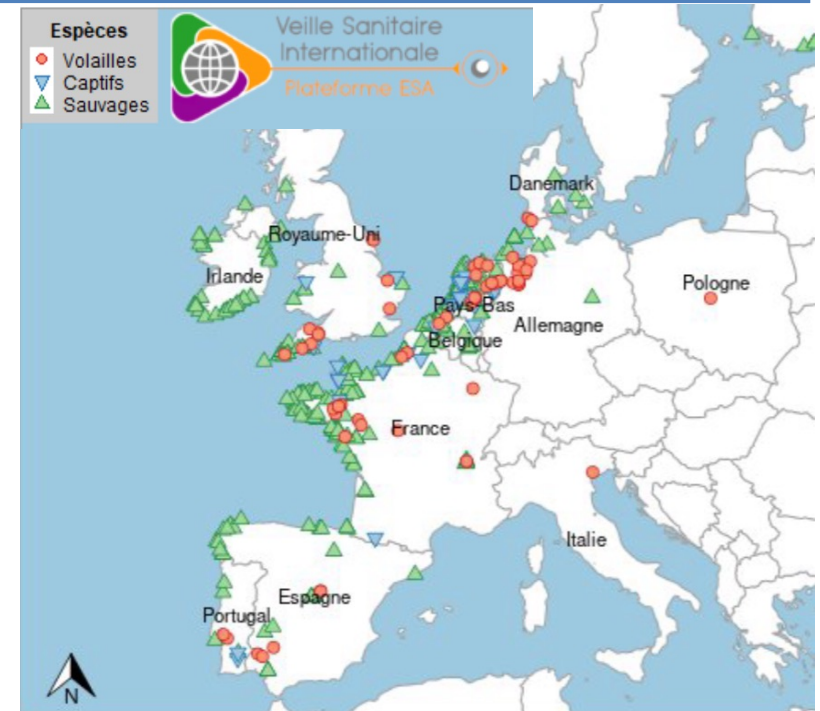 Espèces
Volailles
Captifs
Sauvages
Veille Sanitaire
Internationale
Plateforme ESA
Danemark
Royaume-Uni
Irlande
Pologne
Pays-Bas
Allemagne
Belgique
France
Italie
Espagne
Portugal
N